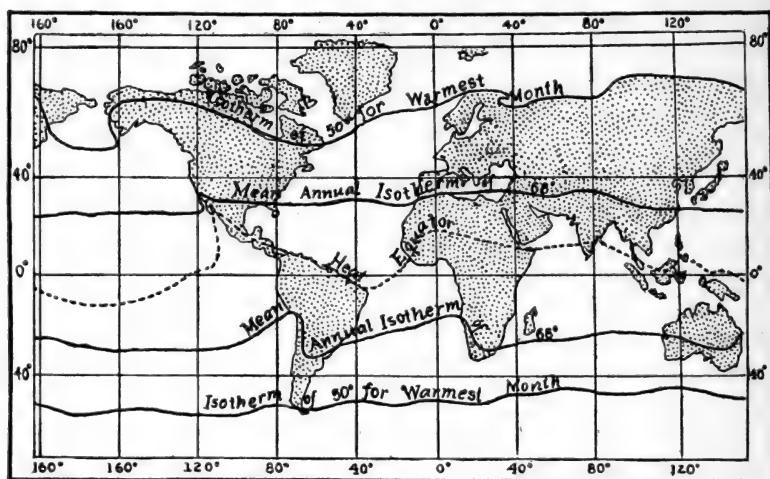 160° 160° 120° 80° 40° 0° 40° 80° 120°
80° 80°
Isotherm of 50° for Warmest Month
40° 40°
Mean Annual Isotherm of 68°
Heat Equator
0° 0°
Mean Annual Isotherm of 68°
40° 40°
Isotherm of 50° for Warmest Month
160° 160° 120° 80° 40° 0° 40° 80° 120°